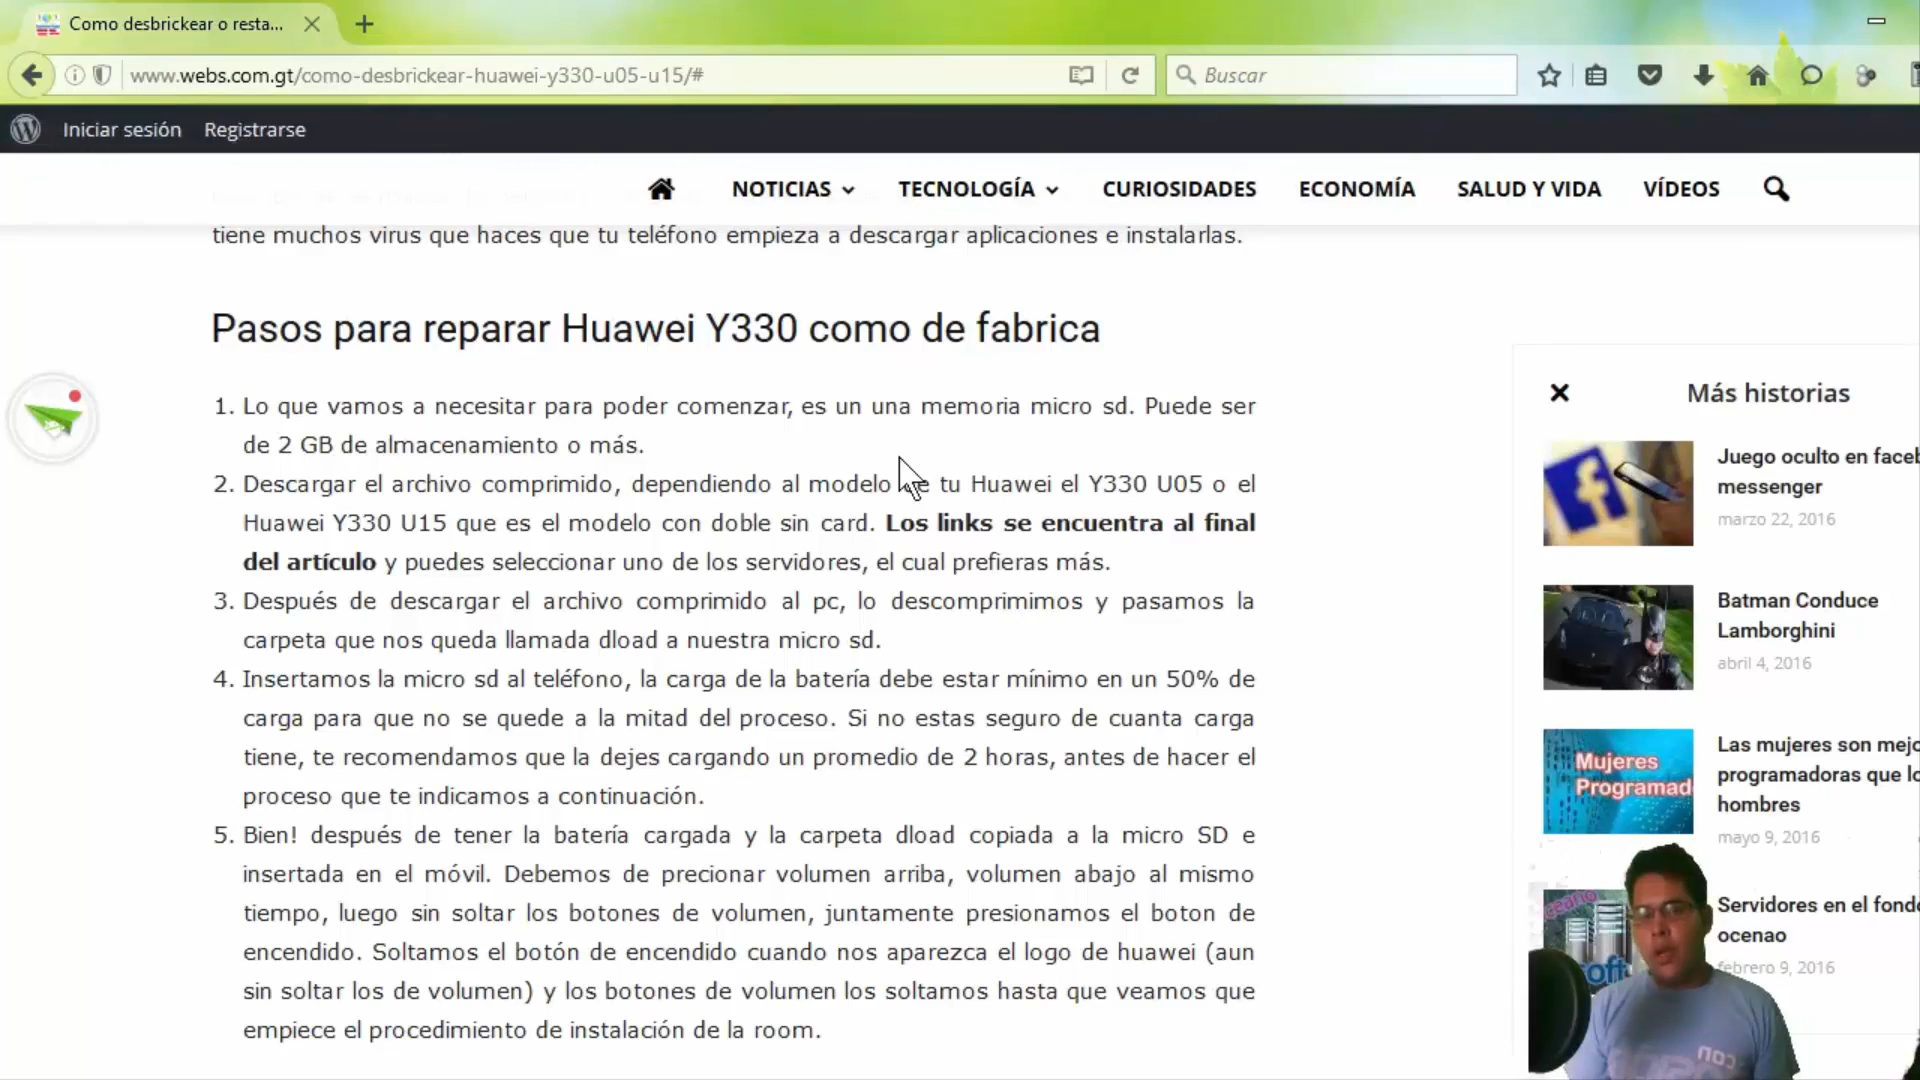 Como desbrickear o resta...
www.webs.com.gt/como-desbrickear-huawei-y330-u05-u15/#
Buscar
Iniciar sesión Registrarse
NOTICIAS TECNOLOGÍA CURIOSIDADES ECONOMÍA SALUD Y VIDA VÍDEOS
tiene muchos virus que haces que tu teléfono empieza a descargar aplicaciones e instalarlas.
Pasos para reparar Huawei Y330 como de fabrica
1. Lo que vamos a necesitar para poder comenzar, es un una memoria micro sd. Puede ser
de 2 GB de almacenamiento o más.
2. Descargar el archivo comprimido, dependiendo al modelo de tu Huawei el Y330 U05 o el
Huawei Y330 U15 que es el modelo con doble sin card. Los links se encuentra al final
del artículo y puedes seleccionar uno de los servidores, el cual prefieras más.
3. Después de descargar el archivo comprimido al pc, lo descomprimimos y pasamos la
carpeta que nos queda llamada dload a nuestra micro sd.
4. Insertamos la micro sd al teléfono, la carga de la batería debe estar mínimo en un 50% de
carga para que no se quede a la mitad del proceso. Si no estas seguro de cuanta carga
tiene, te recomendamos que la dejes cargando un promedio de 2 horas, antes de hacer el
proceso que te indicamos a continuación.
5. Bien! después de tener la batería cargada y la carpeta dload copiada a la micro SD e
insertada en el móvil. Debemos de precionar volumen arriba, volumen abajo al mismo
tiempo, luego sin soltar los botones de volumen, juntamente presionamos el boton de
encendido. Soltamos el botón de encendido cuando nos aparezca el logo de huawei (aun
sin soltar los de volumen) y los botones de volumen los soltamos hasta que veamos que
empiece el procedimiento de instalación de la room.
Más historias
Juego oculto en faceb
messenger
marzo 22, 2016
Batman Conduce
Lamborghini
abril 4, 2016
Mujeres
Programad
Las mujeres son mejo
programadoras que lo
hombres
mayo 9, 2016
Servidores en el fondo
ocenao
febrero 9, 2016